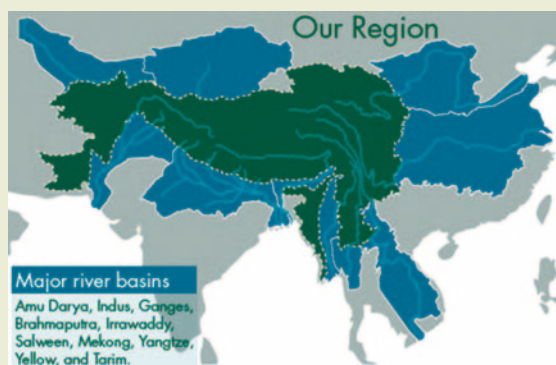 Our Region
Major river basins
Amu Darya, Indus, Ganges,
Brahmaputra, Irrawaddy,
Salween, Mekong, Yangtze,
Yellow, and Tarim.